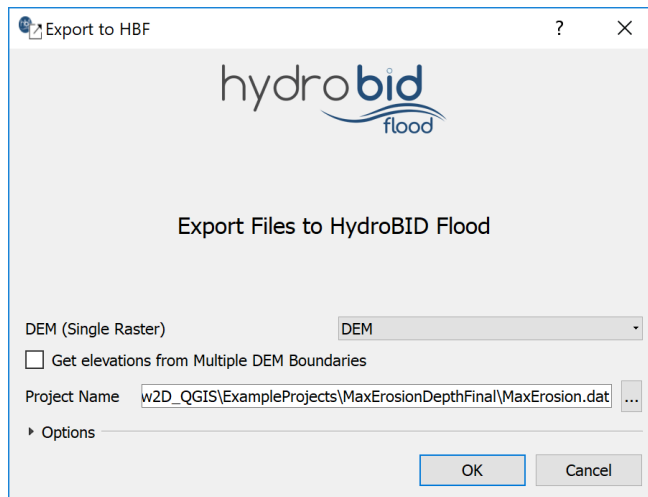 Export to HBF
hydrobid
flood
Export Files to HydroBID Flood
DEM (Single Raster) DEM
Get elevations from Multiple DEM Boundaries
Project Name w2D_QGIS\ExampleProjects\MaxErosionDepthFinal\MaxErosion.dat ...
Options
OK Cancel